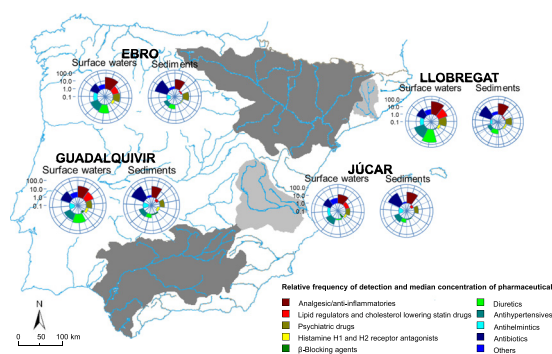 EBRO
Surface waters Sediments
100.0
10.0
1.0
0.1
LLOBREGAT
Surface waters Sediments
100.0
10.0
1.0
0.1
GUADALQUIVIR
Surface waters Sediments
100.0
10.0
1.0
0.1
JÚCAR
Surface waters Sediments
100.0
10.0
1.0
0.1
N
0 50 100 km
Relative frequency of detection and median concentration of pharmaceutical
Analgesic/anti-inflammatories
Lipid regulators and cholesterol lowering statin drugs
Psychiatric drugs
Histamine H1 and H2 receptor antagonists
β-Blocking agents
Diuretics
Antihypertensives
Antihelmintics
Antibiotics
Others